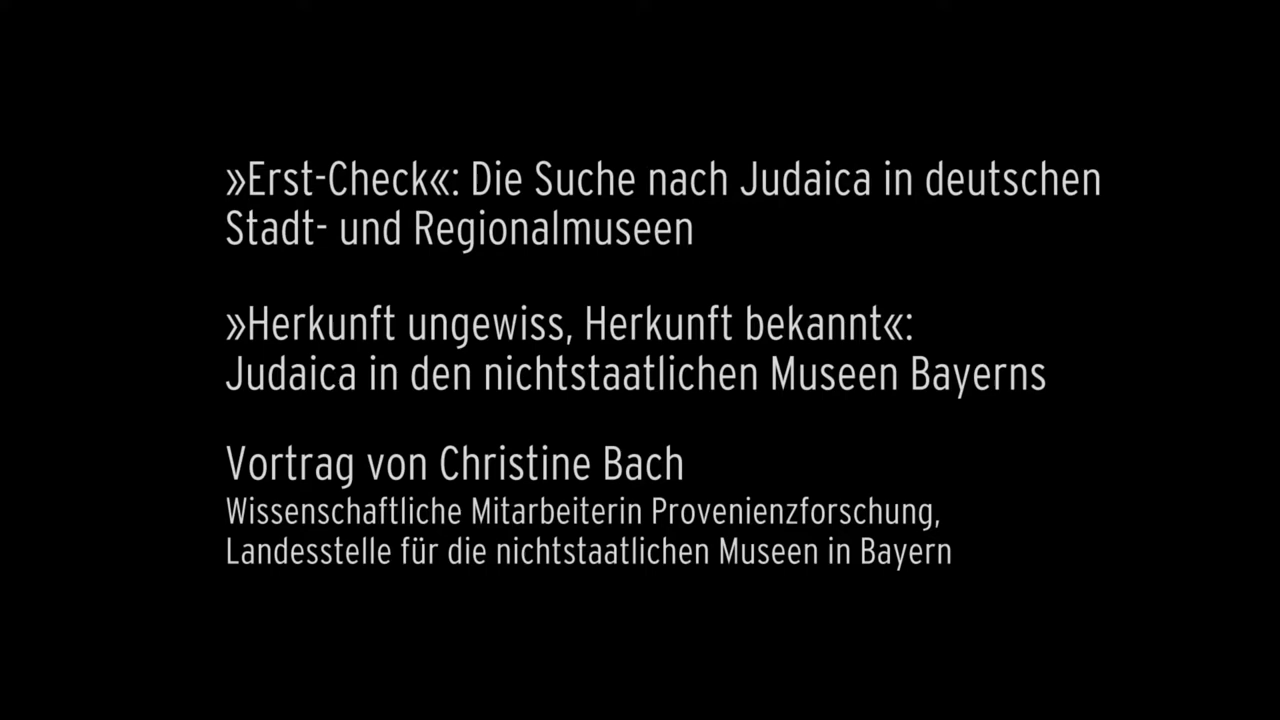 »Erst-Check«: Die Suche nach Judaica in deutschen
Stadt- und Regionalmuseen
»Herkunft ungewiss, Herkunft bekannt«:
Judaica in den nichtstaatlichen Museen Bayerns
Vortrag von Christine Bach
Wissenschaftliche Mitarbeiterin Provenienzforschung,
Landesstelle für die nichtstaatlichen Museen in Bayern